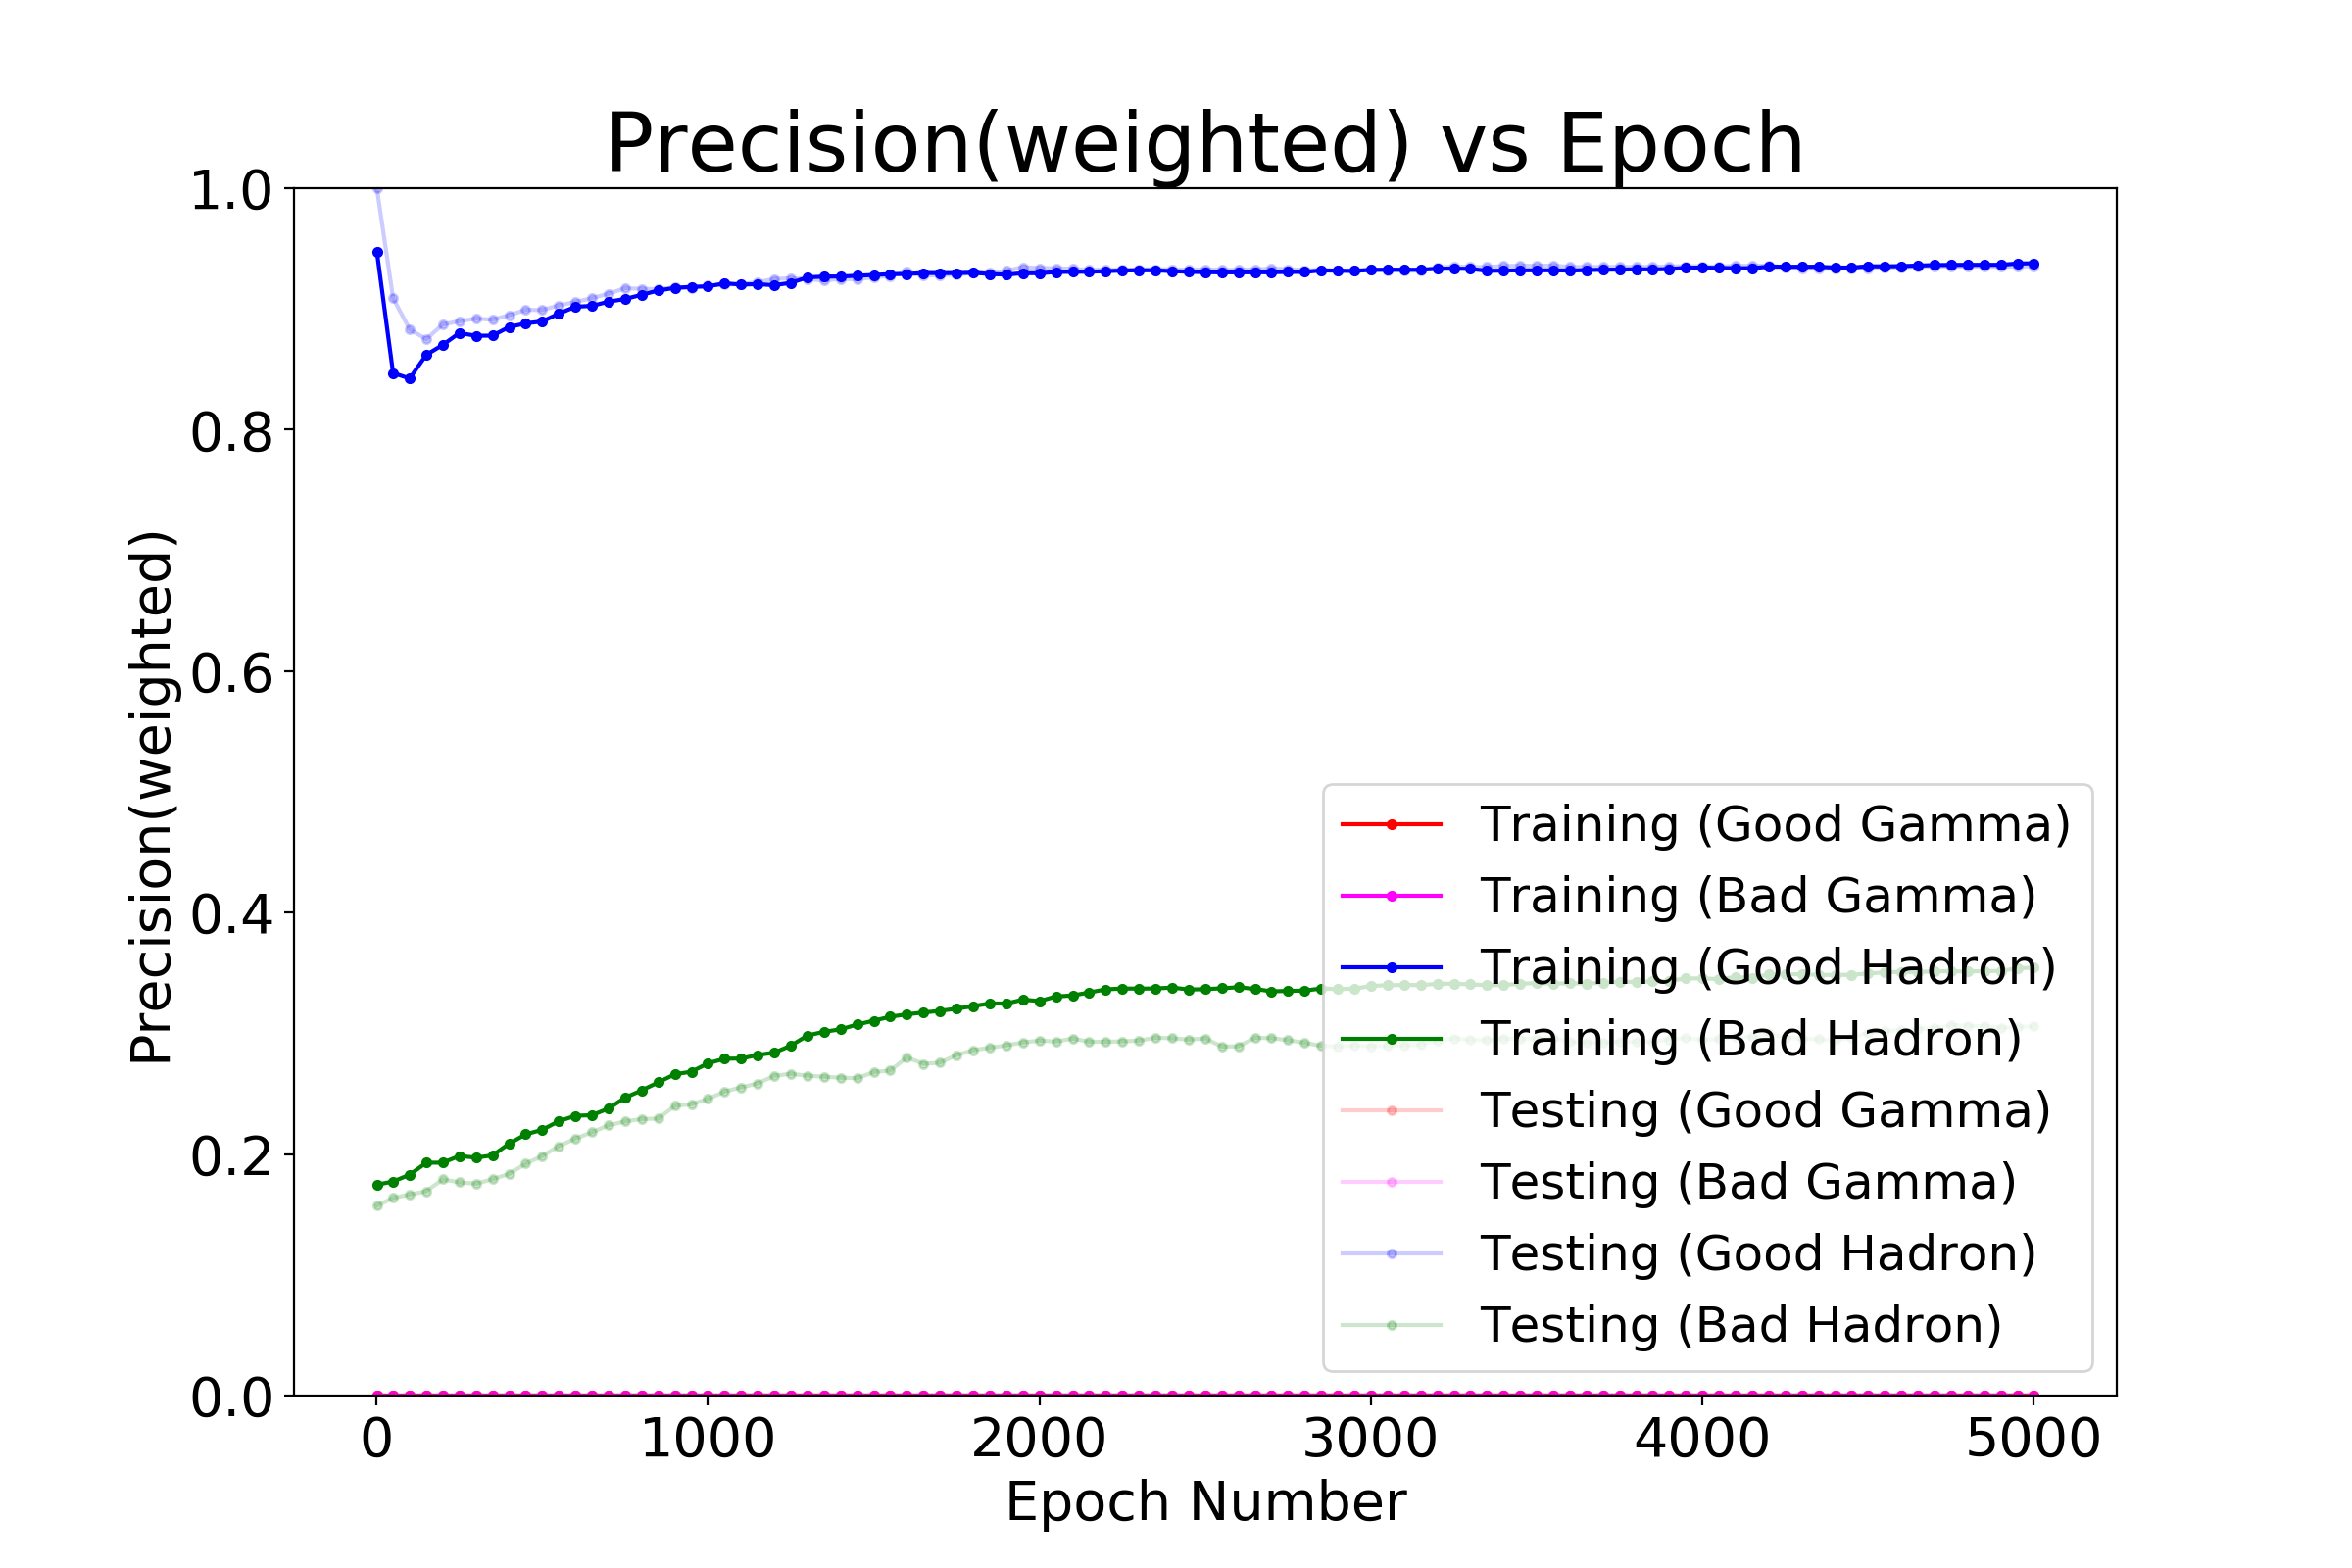 Precision(weighted) vs Epoch
1.0
0.8
0.6
0.4
0.2
0.0
Precision(weighted)
Training (Good Gamma)
Training (Bad Gamma)
Training (Good Hadron)
Training (Bad Hadron)
Testing (Good Gamma)
Testing (Bad Gamma)
Testing (Good Hadron)
Testing (Bad Hadron)
0 1000 2000 3000 4000 5000
Epoch Number